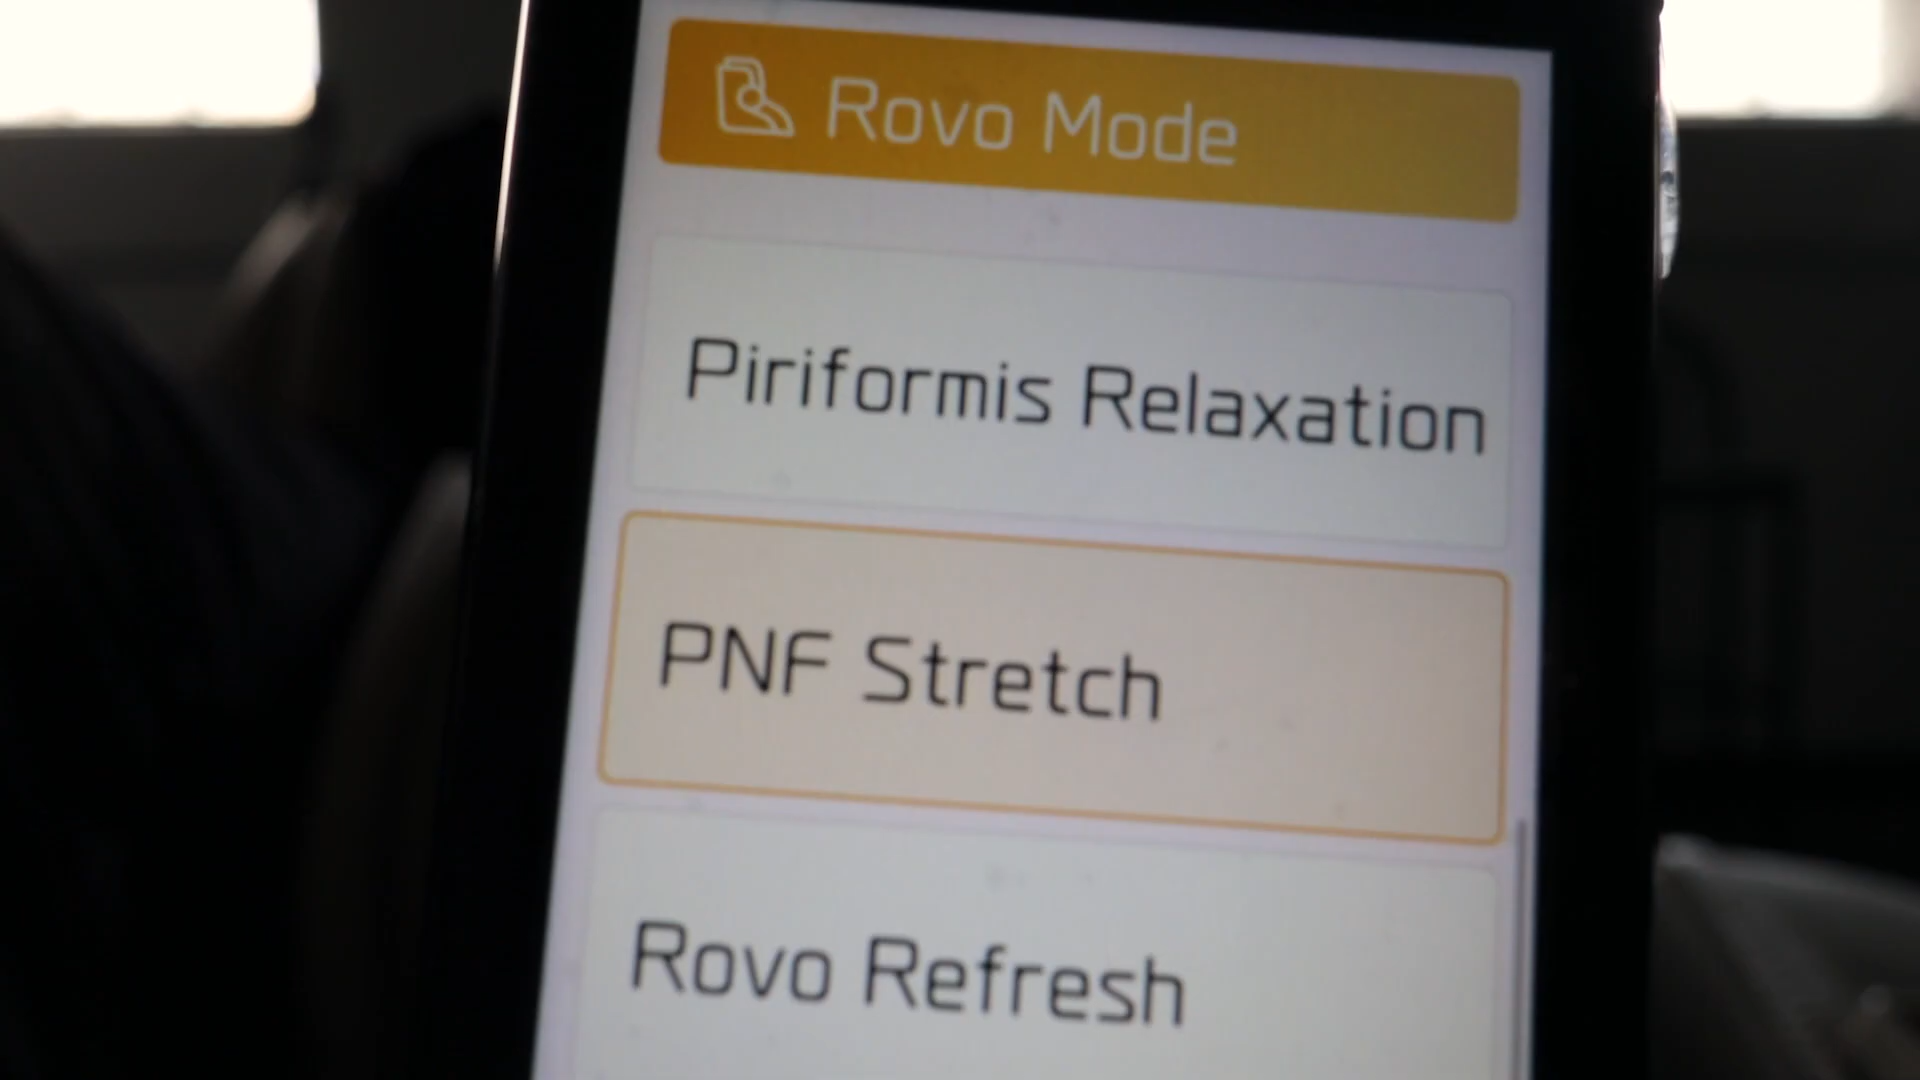 Rovo Mode
Piriformis Relaxation
PNF Stretch
Rovo Refresh